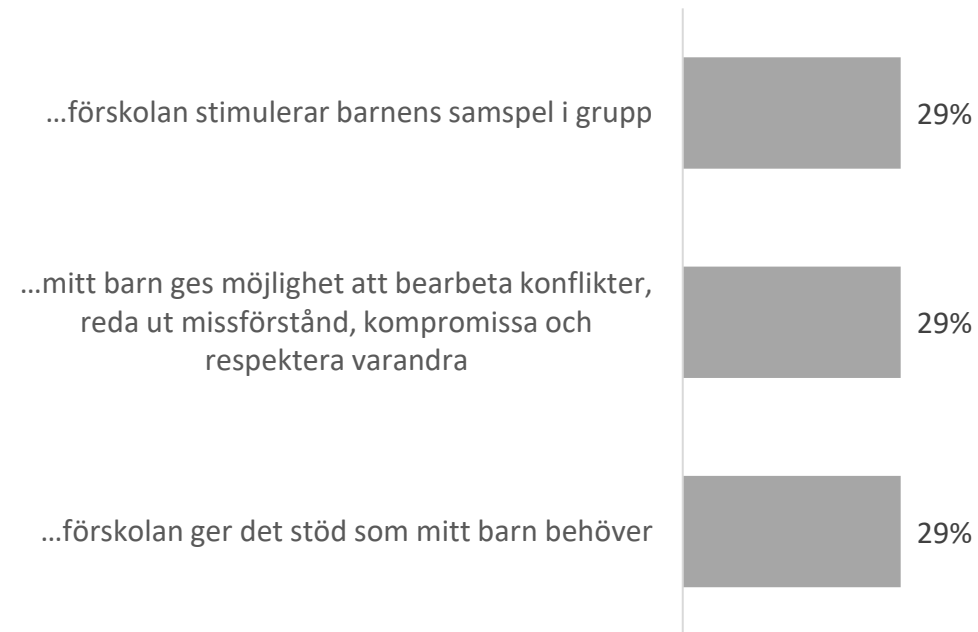 ...förskolan stimulerar barnens samspel i grupp
29%
...mitt barn ges möjlighet att bearbeta konflikter,
reda ut missförstånd, kompromissa och
respektera varandra
29%
...förskolan ger det stöd som mitt barn behöver
29%